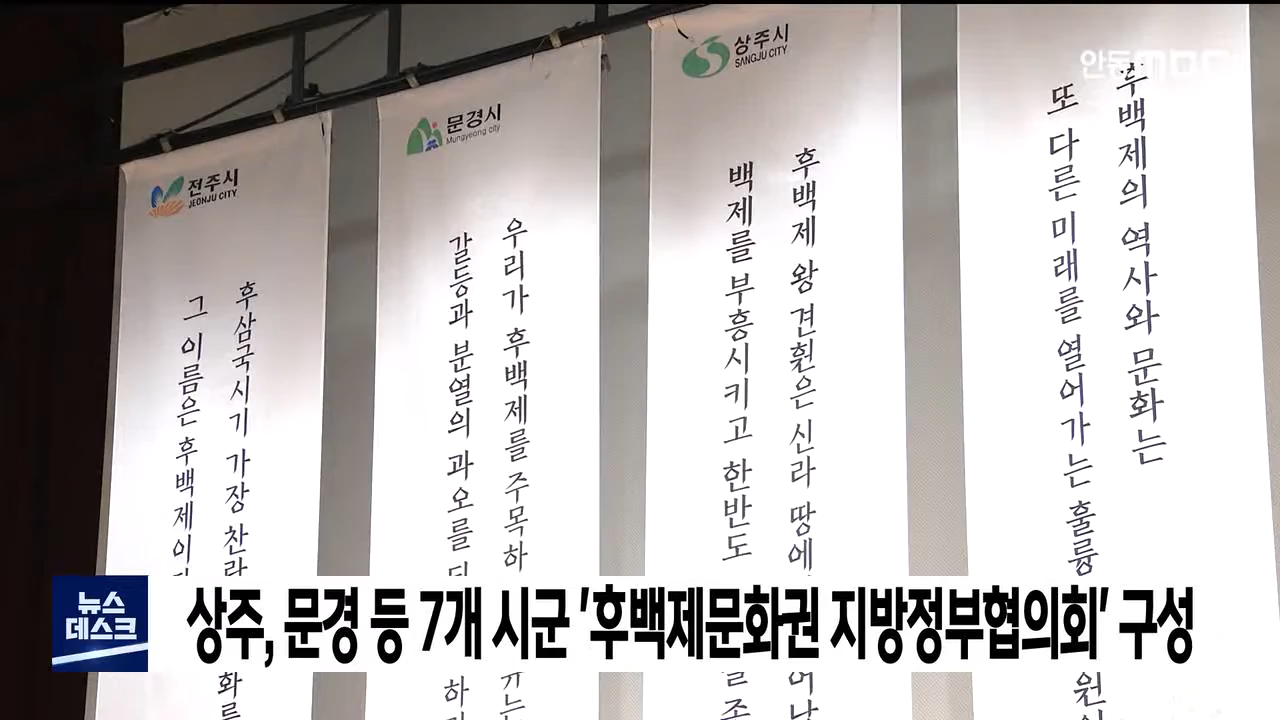 안동MBC
전주시
JEONJU CITY
후삼국시기 가장 찬란
그 이름은 후백제이
화를
문경시
Mungyeong city
우리가 후백제를 주목하
갈등과 분열의 과오를
하
상주시
SANGJU CITY
후백제 왕 견훤은 신라 땅에
백제를 부흥시키고 한반도
를 조
후백제의 역사와 문화는
또 다른 미래를 열어가는 훌륭
원
뉴스
데스크
상주, 문경 등 7개 시군 '후백제문화권 지방정부협의회' 구성